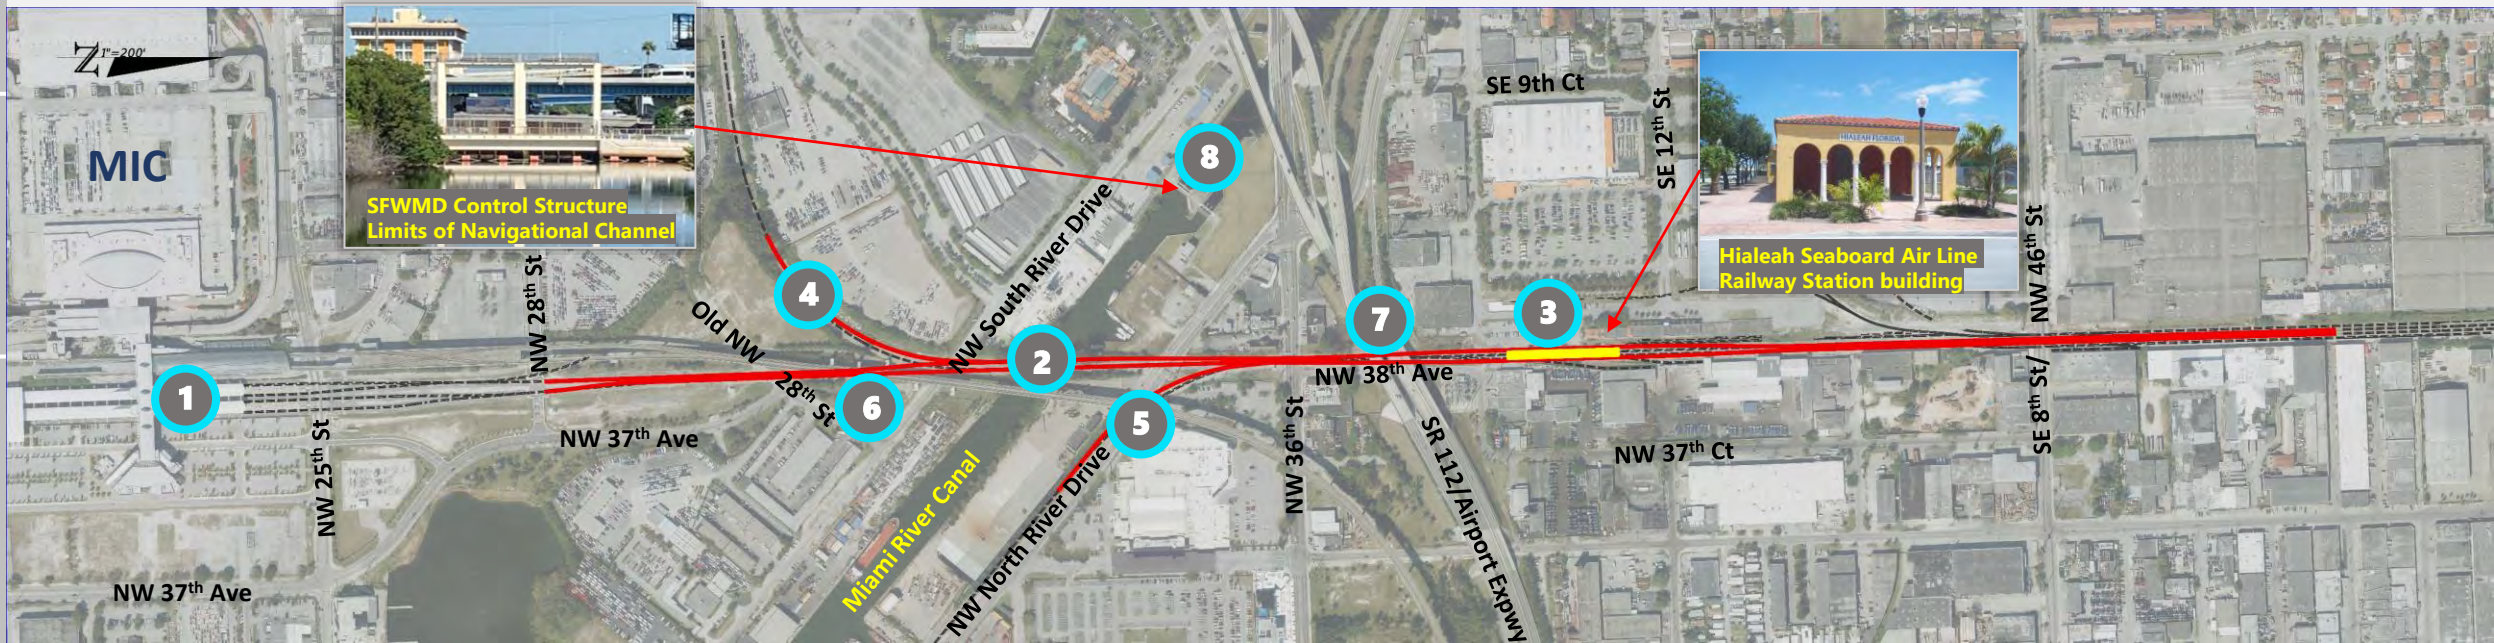 Z 1"=200'
MIC
SFWMD Control Structure
Limits of Navigational Channel
8
SE 9th Ct
SE 12th St
HIALEAH FLORIDA
Hialeah Seaboard Air Line
Railway Station building
NW 28th St
4
Old NW 28th St
NW South River Drive
7
3
NW 46th St
1
2
NW 38th Ave
6
5
NW 37th Ave
NW 25th St
Miami River Canal
NW North River Drive
NW 36th St
SR 112/Airport Expwy
NW 37th Ct
SE 8th St/
NW 37th Ave